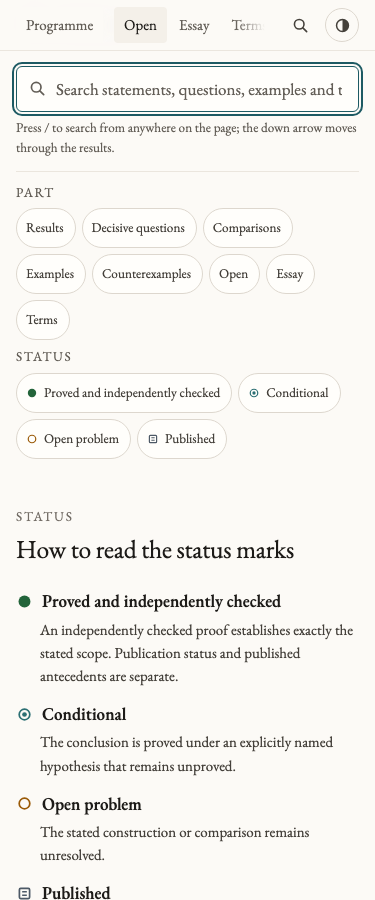 Programme Open Essay Term
Search statements, questions, examples and t
Press / to search from anywhere on the page; the down arrow moves
through the results.
PART
Results Decisive questions Comparisons
Examples Counterexamples Open Essay
Terms
STATUS
Proved and independently checked Conditional
Open problem Published
STATUS
How to read the status marks
Proved and independently checked
An independently checked proof establishes exactly the
stated scope. Publication status and published
antecedents are separate.
Conditional
The conclusion is proved under an explicitly named
hypothesis that remains unproved.
Open problem
The stated construction or comparison remains
unresolved.
Published